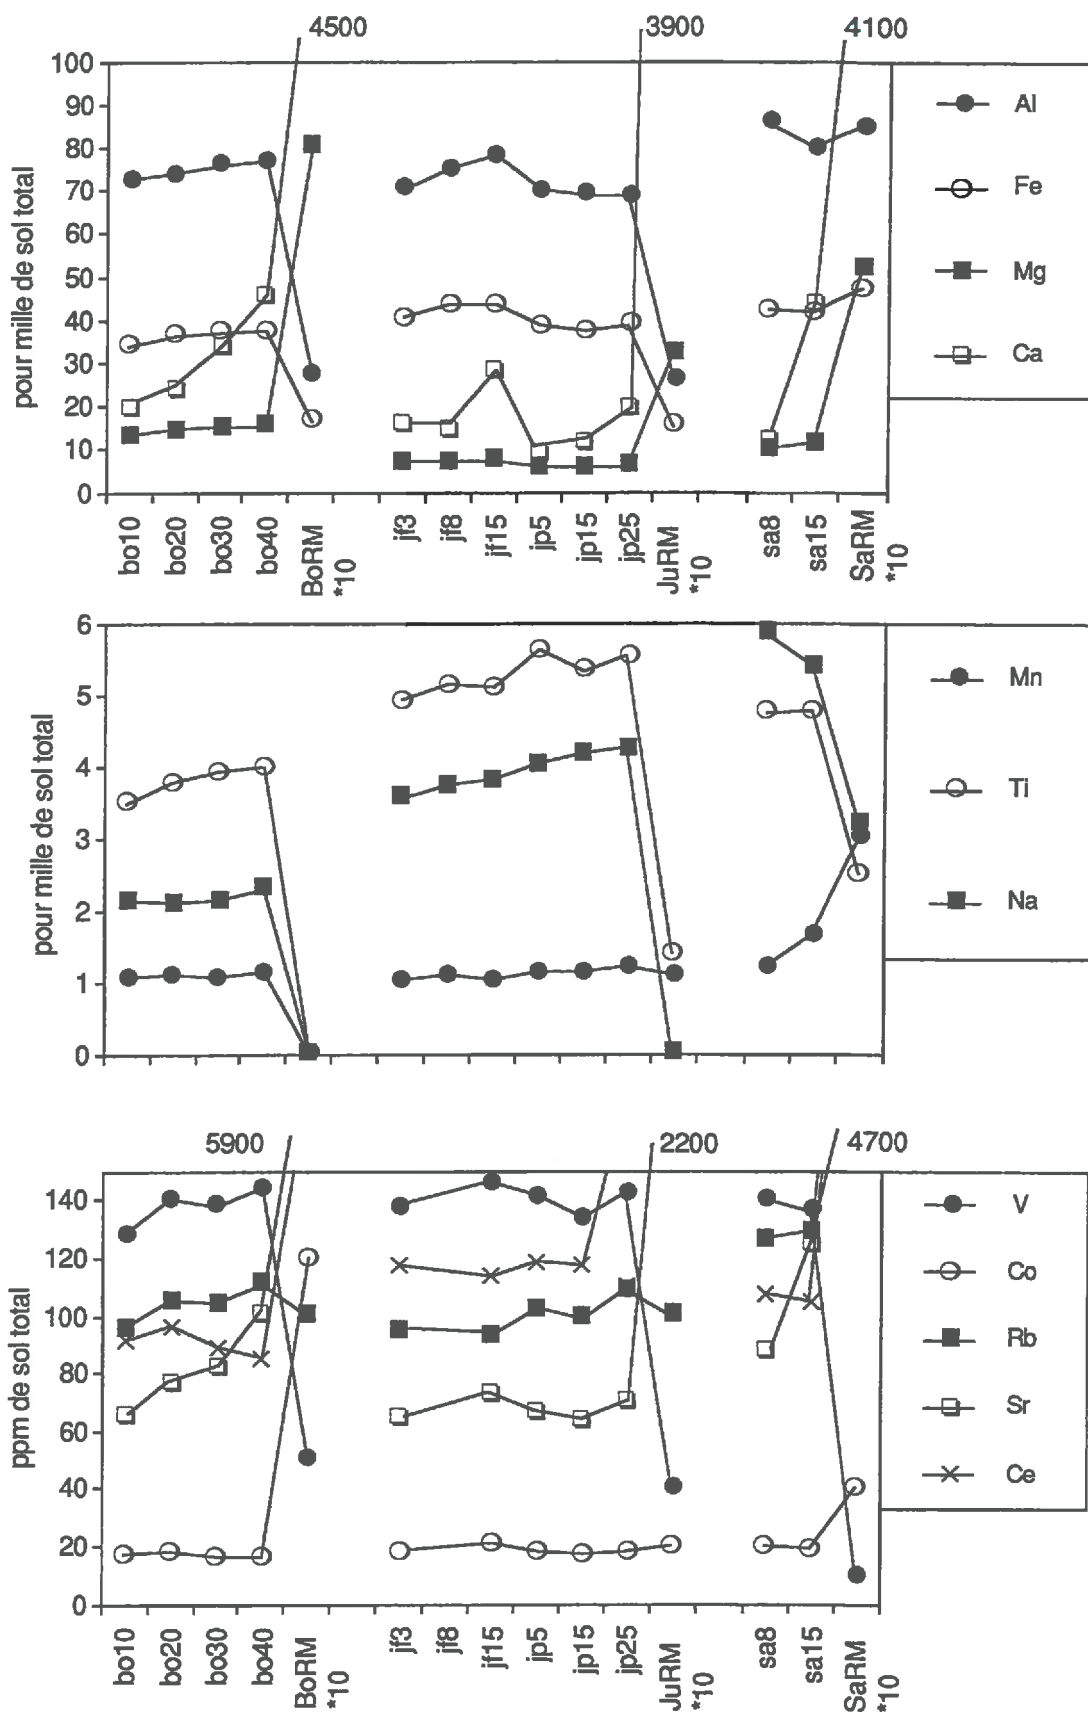 4500
3900
4100
pour mille de sol total
100
90
80
70
60
50
40
30
20
10
0
Al
Fe
Mg
Ca
bo10
bo20
bo30
bo40
BoRM
*10
jf3
jf8
jf15
jp5
jp15
jp25
JuRM
*10
sa8
sa15
SaRM
*10
pour mille de sol total
6
5
4
3
2
1
0
Mn
Ti
Na
5900
2200
4700
ppm de sol total
140
120
100
80
60
40
20
0
V
Co
Rb
Sr
Ce
bo10
bo20
bo30
bo40
BoRM
*10
jf3
jf8
jf15
jp5
jp15
jp25
JuRM
*10
sa8
sa15
SaRM
*10